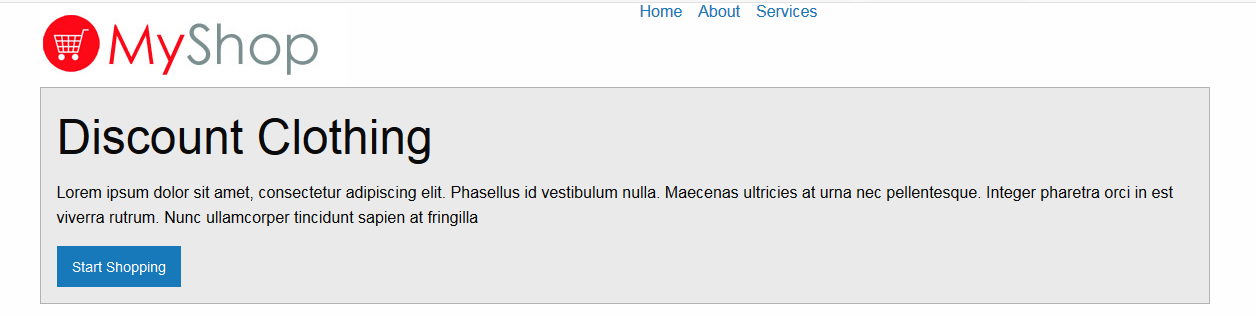 MyShop
Home About Services
Discount Clothing
Lorem ipsum dolor sit amet, consectetur adipiscing elit. Phasellus id vestibulum nulla. Maecenas ultricies at urna nec pellentesque. Integer pharetra orci in est
viverra rutrum. Nunc ullamcorper tincidunt sapien at fringilla
Start Shopping